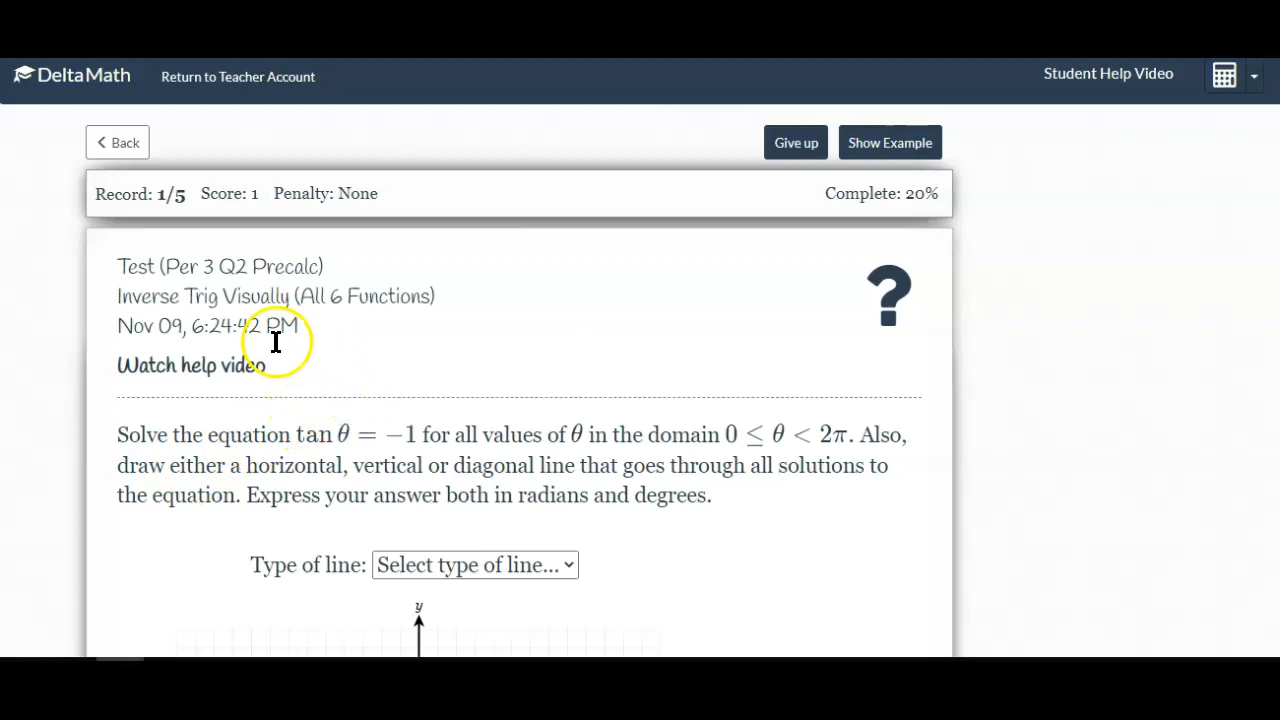 DeltaMath Return to Teacher Account Student Help Video
Back Give up Show Example
Record: 1/5 Score: 1 Penalty: None Complete: 20%
Test (Per 3 Q2 Precalc)
Inverse Trig Visually (All 6 Functions)
Nov 09, 6:24:42 PM
Watch help video
?
Solve the equation tan θ = −1 for all values of θ in the domain 0 ≤ θ < 2π. Also,
draw either a horizontal, vertical or diagonal line that goes through all solutions to
the equation. Express your answer both in radians and degrees.
Type of line: Select type of line...
y